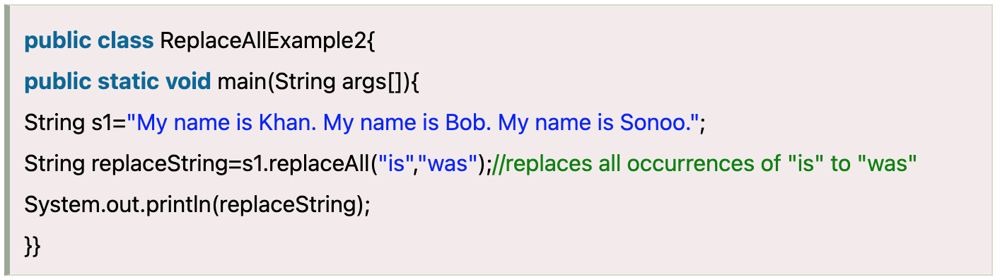 public class ReplaceAllExample2{
public static void main(String args[]){
String s1="My name is Khan. My name is Bob. My name is Sonoo.";
String replaceString=s1.replaceAll("is","was");//replaces all occurrences of "is" to "was"
System.out.println(replaceString);
}}